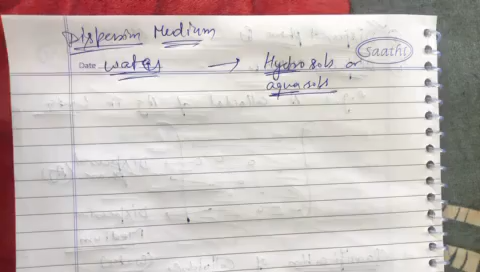 Dispersion Medium
Saathi
Date water → Hydrosols or
aquasols